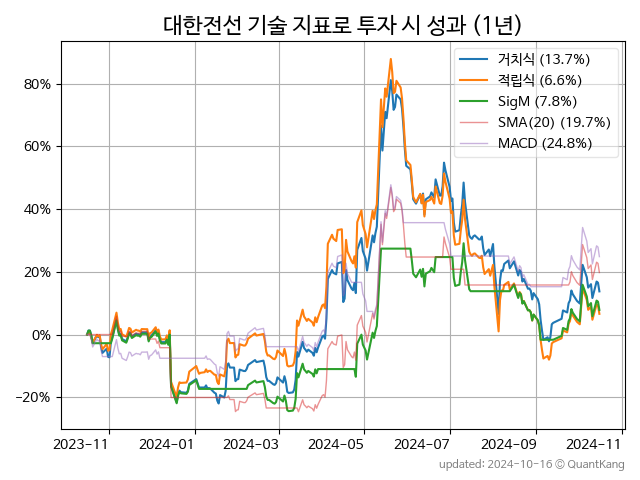 대한전선 기술 지표로 투자 시 성과 (1년)
거치식 (13.7%)
적립식 (6.6%)
SigM (7.8%)
SMA(20) (19.7%)
MACD (24.8%)
80%
60%
40%
20%
0%
−20%
2023-11 2024-01 2024-03 2024-05 2024-07 2024-09 2024-11
updated: 2024-10-16 © QuantKang